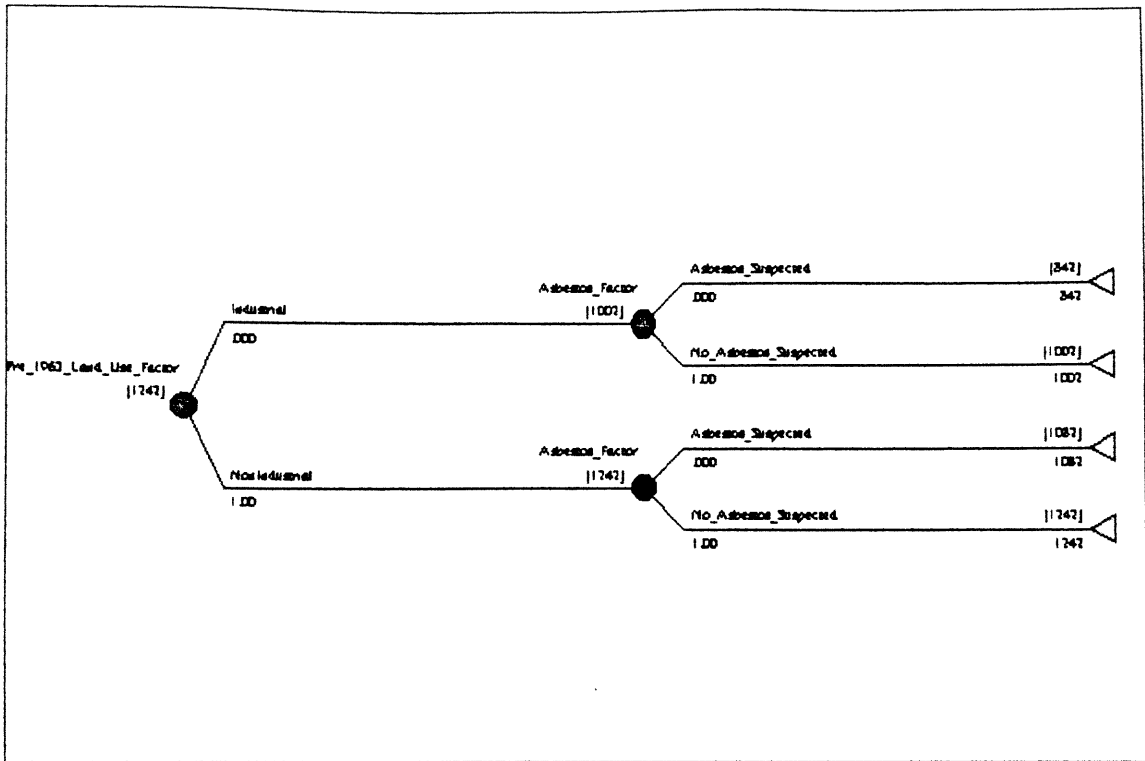 Asbestos_Suspected [842]
Asbestos_Factor .000 842
Industrial [1002]
.000 No_Asbestos_Suspected [1002]
Land_Use_Factor 1.00 1002
[1242]
Asbestos_Suspected [1082]
Asbestos_Factor .000 1082
NonIndustrial [1242]
1.00 No_Asbestos_Suspected [1242]
1.00 1242